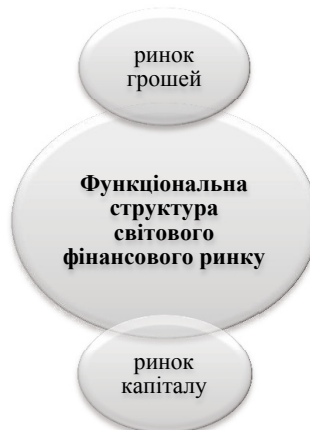 ринок
грошей
Функціональна
структура
світового
фінансового ринку
ринок
капіталу